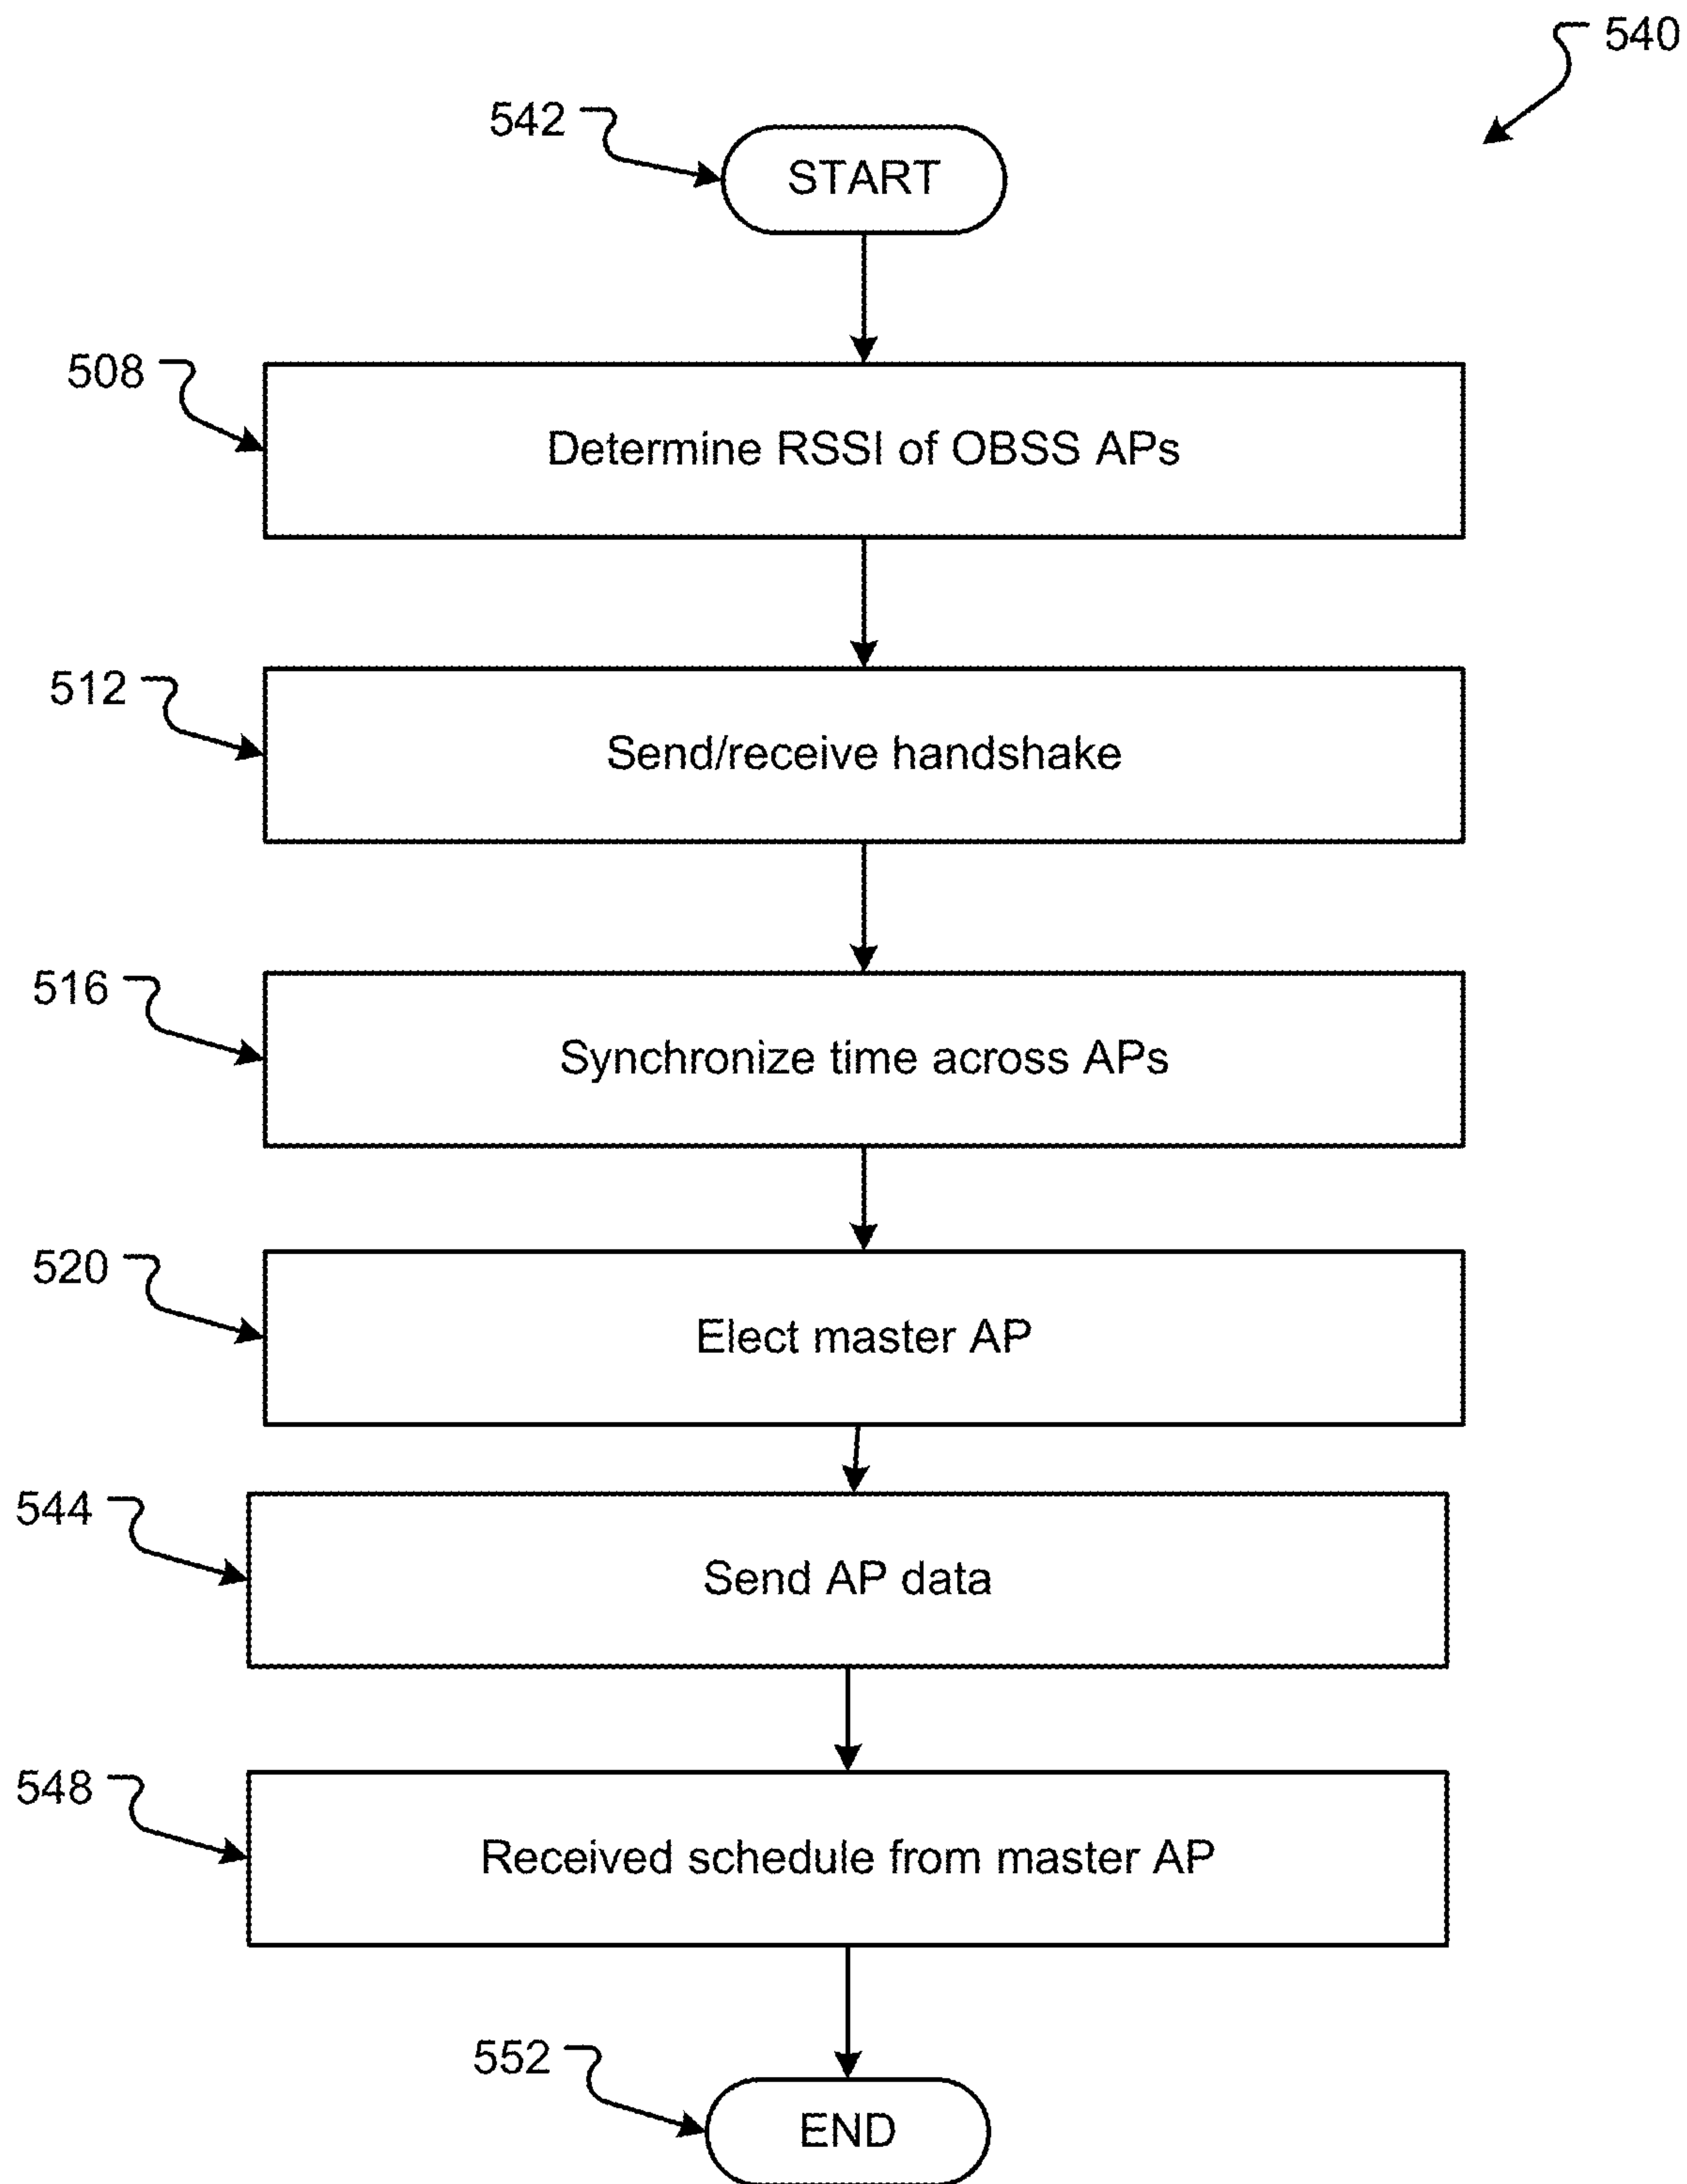 540
542
START
508
Determine RSSI of OBSS APs
512
Send/receive handshake
516
Synchronize time across APs
520
Elect master AP
544
Send AP data
548
Received schedule from master AP
552
END